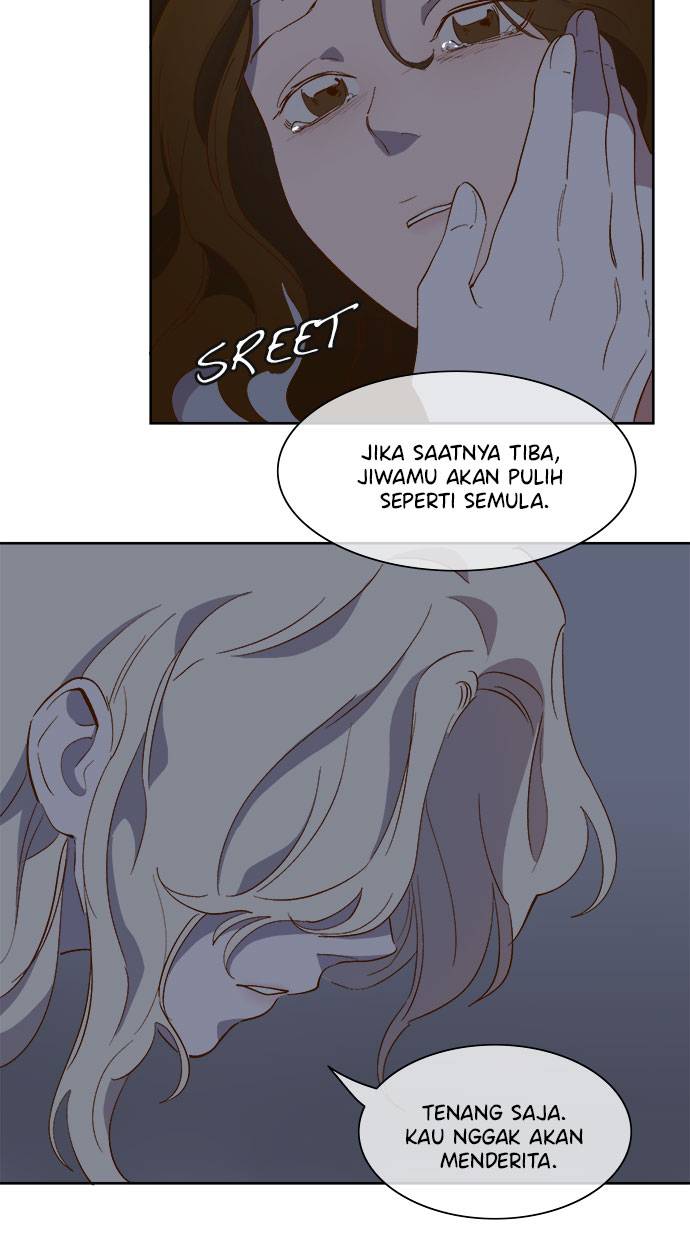 SREET
JIKA SAATNYA TIBA,
JIWAMU AKAN PULIH
SEPERTI SEMULA.
TENANG SAJA.
KAU NGGAK AKAN
MENDERITA.